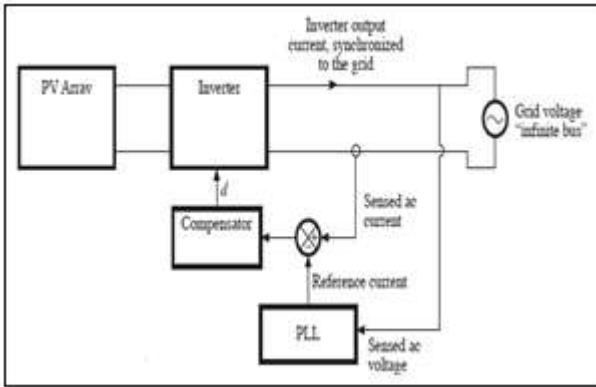 Inverter output
current, synchronized
to the grid
PV Array
Inverter
Grid voltage
"infinite bus"
d
Sensed ac
current
Compensator
Reference current
PLL
Sensed ac
voltage